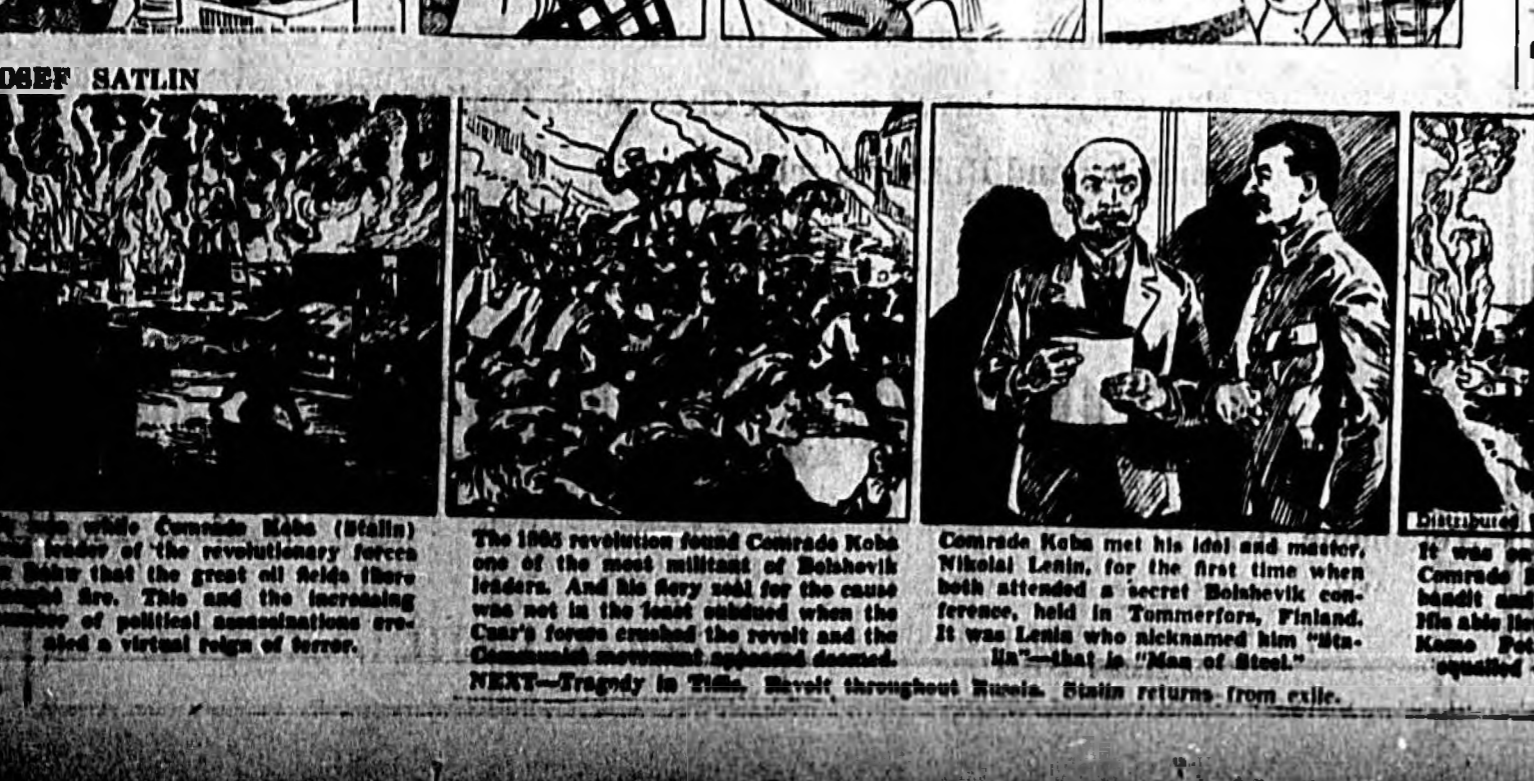 OSEF SATLIN
while Comrade Koba (Stalin)
leader of the revolutionary forces
Baku that the great oil fields there
fire. This and the increasing
of political assassinations cre-
ated a virtual reign of terror.
The 1905 revolution found Comrade Koba
one of the most militant of Bolshevik
leaders. And his fiery zeal for the cause
was not in the least subdued when the
Czar's forces crushed the revolt and the
Communist movement appeared doomed.
Comrade Koba met his idol and master,
Nikolai Lenin, for the first time when
both attended a secret Bolshevik con-
ference, held in Tommerfors, Finland.
It was Lenin who nicknamed him "Sta-
lin"—that is "Man of Steel."
Distributed
It was
Comrade
bandit
His able
Kamo
equalled
NEXT—Tragedy in Tiflis. Revolt throughout Russia. Stalin returns from exile.